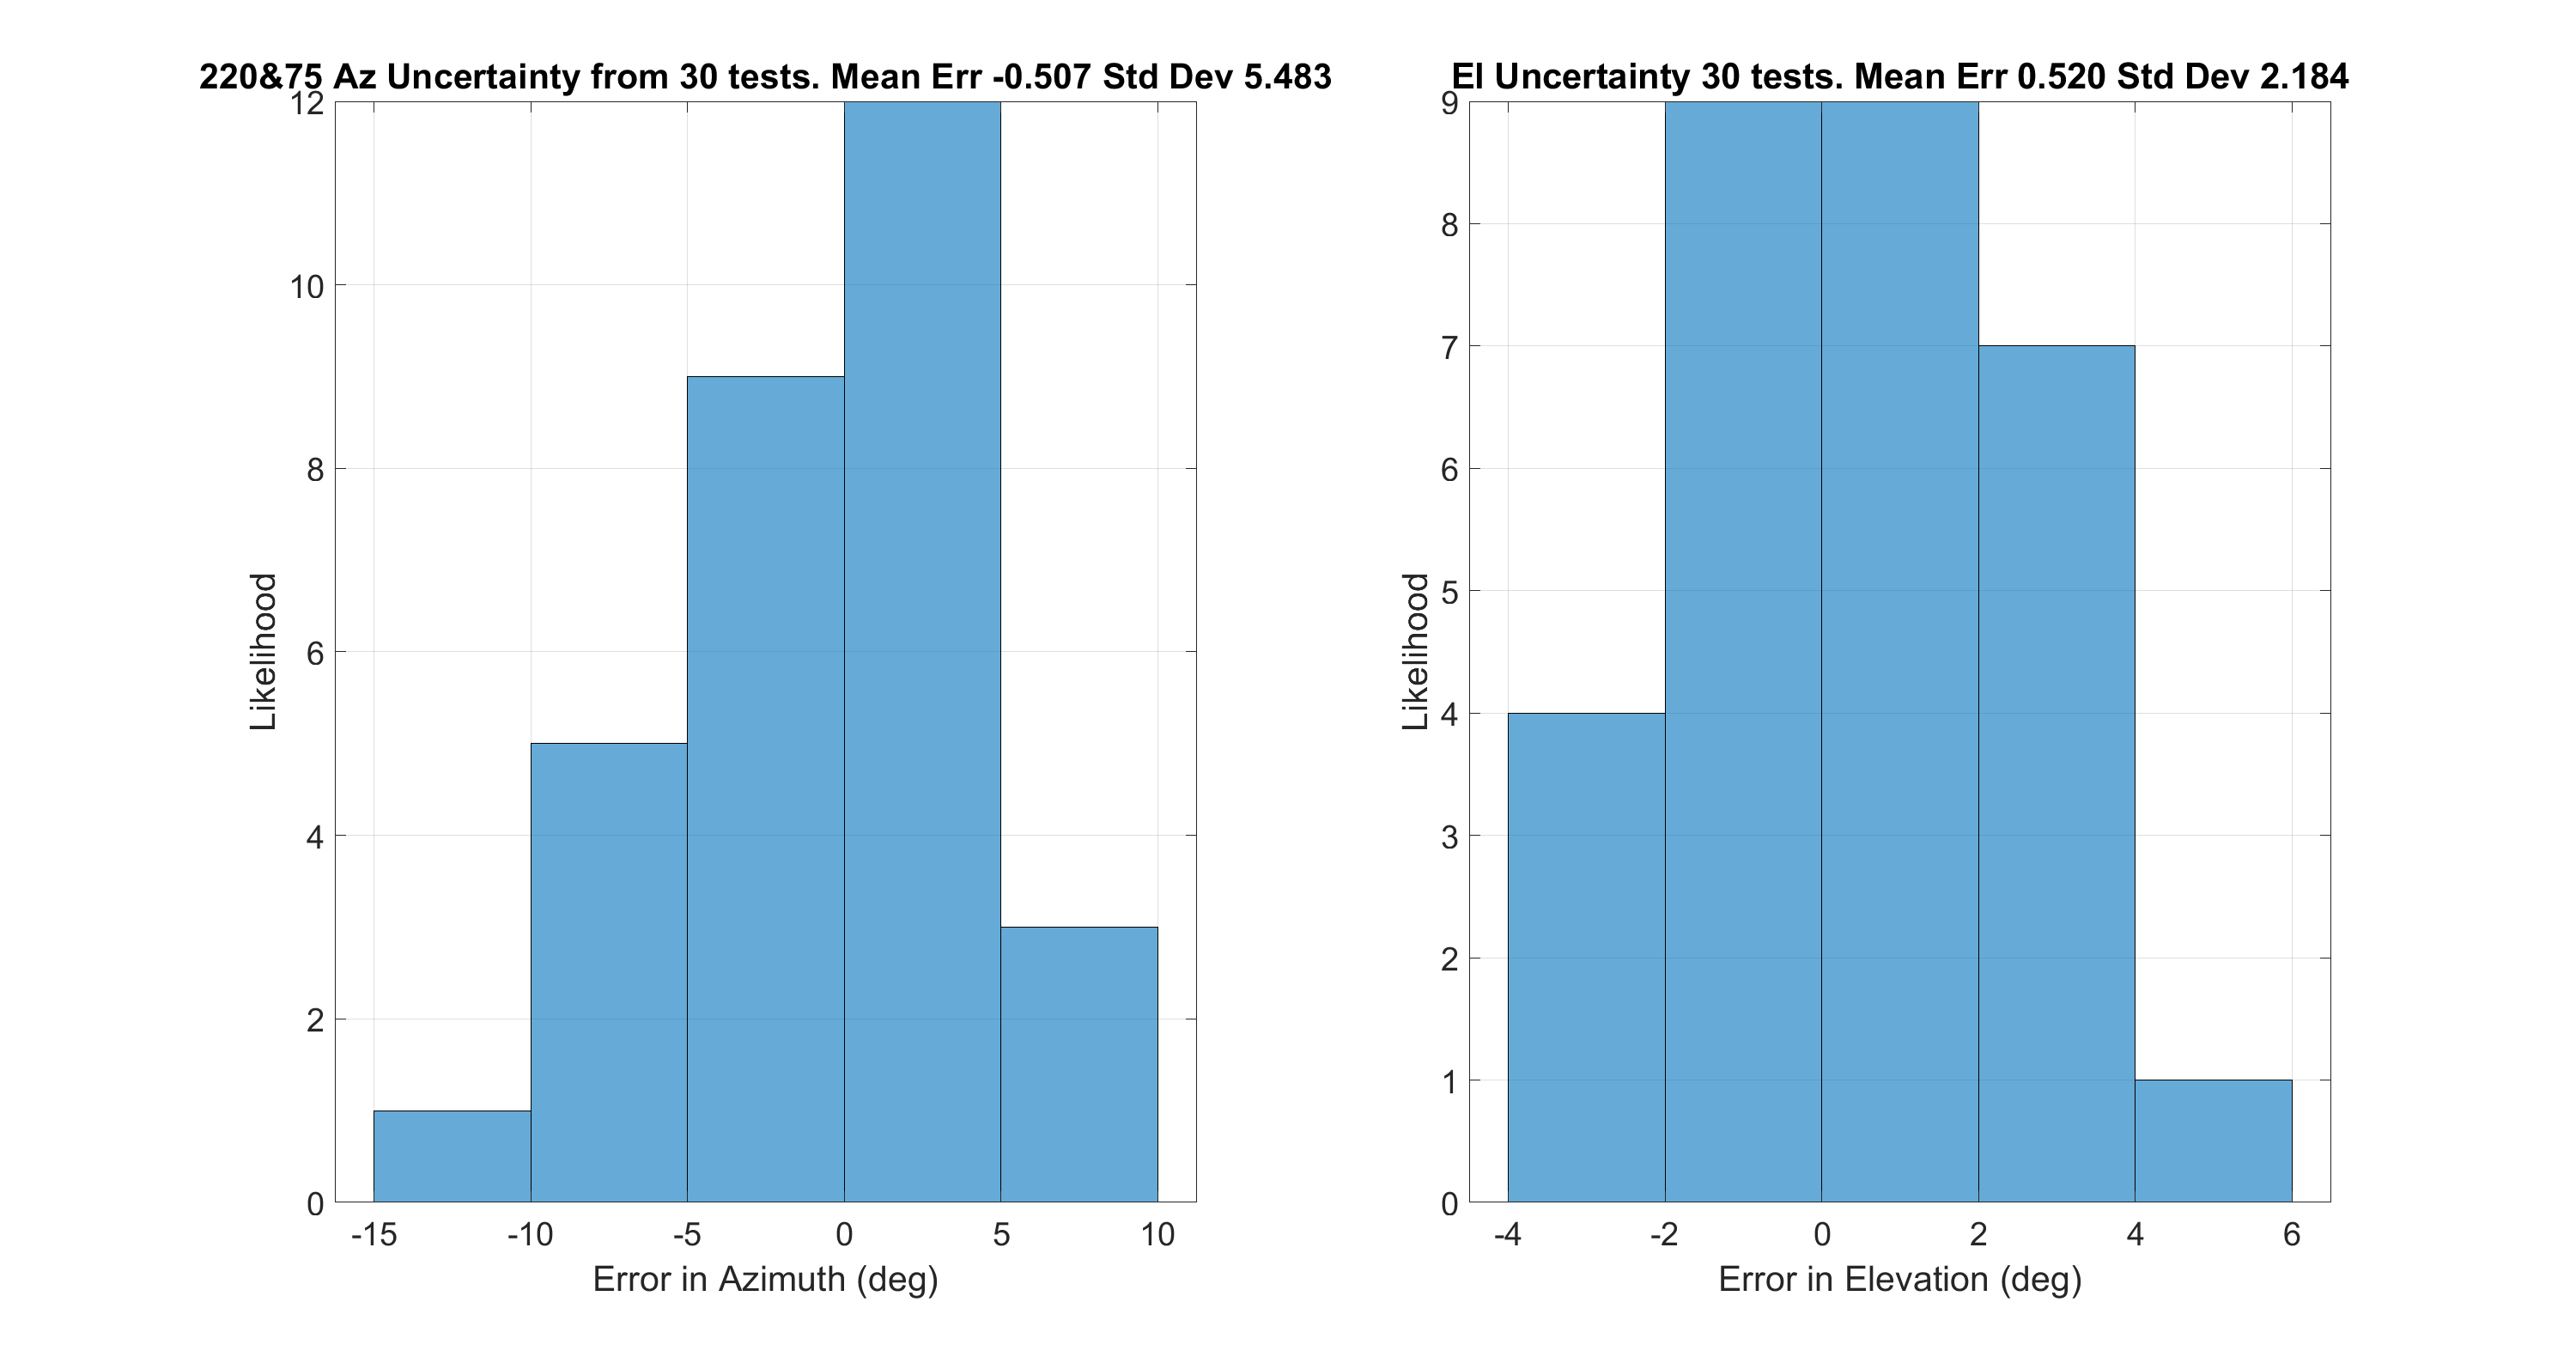 220&75 Az Uncertainty from 30 tests. Mean Err -0.507 Std Dev 5.483
12
10
8
6
4
2
0
Likelihood
-15 -10 -5 0 5 10
Error in Azimuth (deg)
El Uncertainty 30 tests. Mean Err 0.520 Std Dev 2.184
9
8
7
6
5
4
3
2
1
0
Likelihood
-4 -2 0 2 4 6
Error in Elevation (deg)